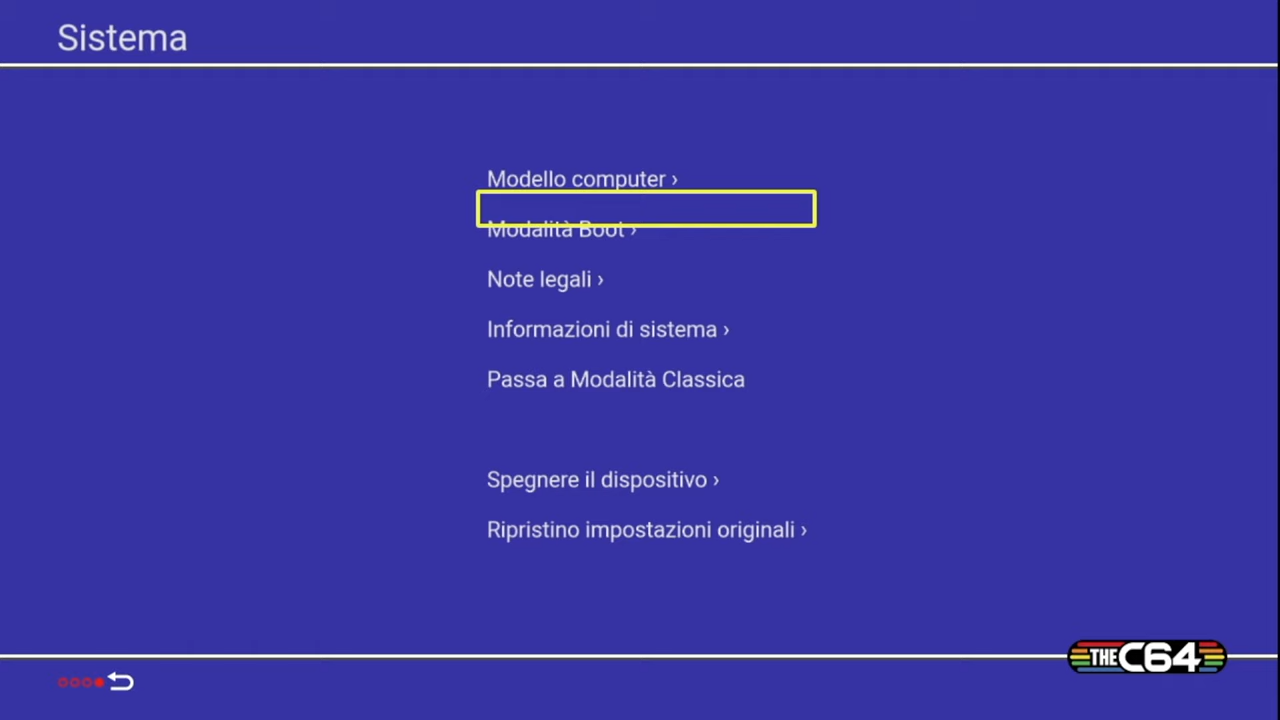 Sistema
Modello computer ›
Modalità Boot ›
Note legali ›
Informazioni di sistema ›
Passa a Modalità Classica
Spegnere il dispositivo ›
Ripristino impostazioni originali ›
THEC64